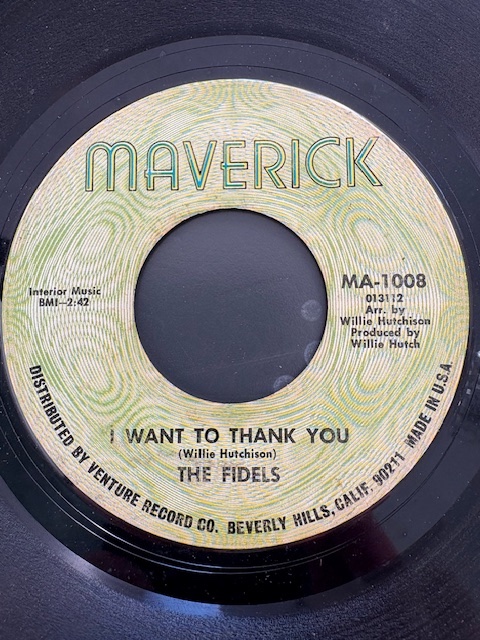 MAVERICK
Interior Music
BMI-2:42
MA-1008
013112
Arr. by
Willie Hutchison
Produced by
Willie Hutch
I WANT TO THANK YOU
(Willie Hutchison)
THE FIDELS
DISTRIBUTED BY VENTURE RECORD CO. BEVERLY HILLS, CALIF. 90211 MADE IN U.S.A.